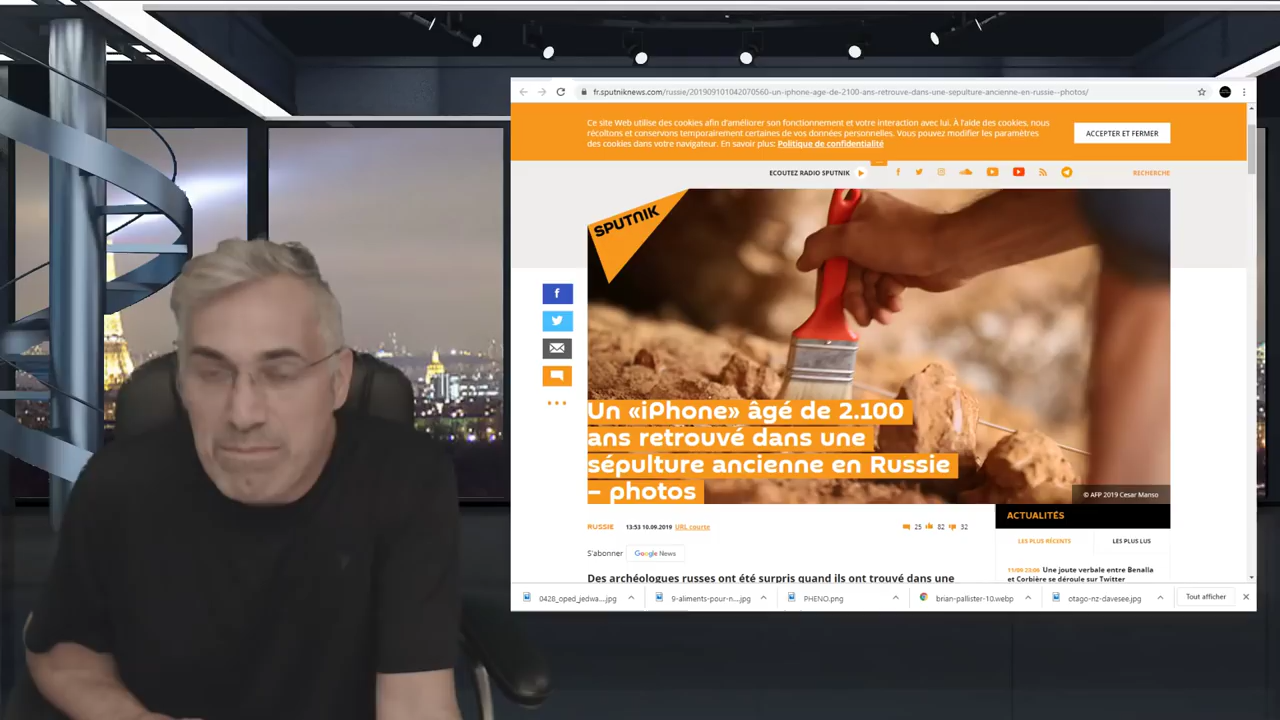 fr.sputniknews.com/russie/201909101042070560-un-iphone-age-de-2100-ans-retrouve-dans-une-sepulture-ancienne-en-russie--photos/
Ce site Web utilise des cookies afin d'améliorer son fonctionnement et votre interaction avec lui. À l'aide des cookies, nous
récoltons et conservons temporairement certaines de vos données personnelles. Vous pouvez modifier les paramètres
des cookies dans votre navigateur. En savoir plus: Politique de confidentialité
ACCEPTER ET FERMER
ECOUTEZ RADIO SPUTNIK
RECHERCHE
SPUTNIK
Un «iPhone» âgé de 2.100
ans retrouvé dans une
sépulture ancienne en Russie
– photos
© AFP 2019 Cesar Manso
RUSSIE 13:53 10.09.2019 URL courte
25 82 32
S'abonner Google News
Des archéologues russes ont été surpris quand ils ont trouvé dans une
ACTUALITÉS
LES PLUS RÉCENTS LES PLUS LUS
11/09 20:06 Une joute verbale entre Benalla
et Corbière se déroule sur Twitter
0428_oped_jedwa....jpg 9-aliments-pour-n....jpg PHENO.png brian-pallister-10.webp otago-nz-davesee.jpg Tout afficher